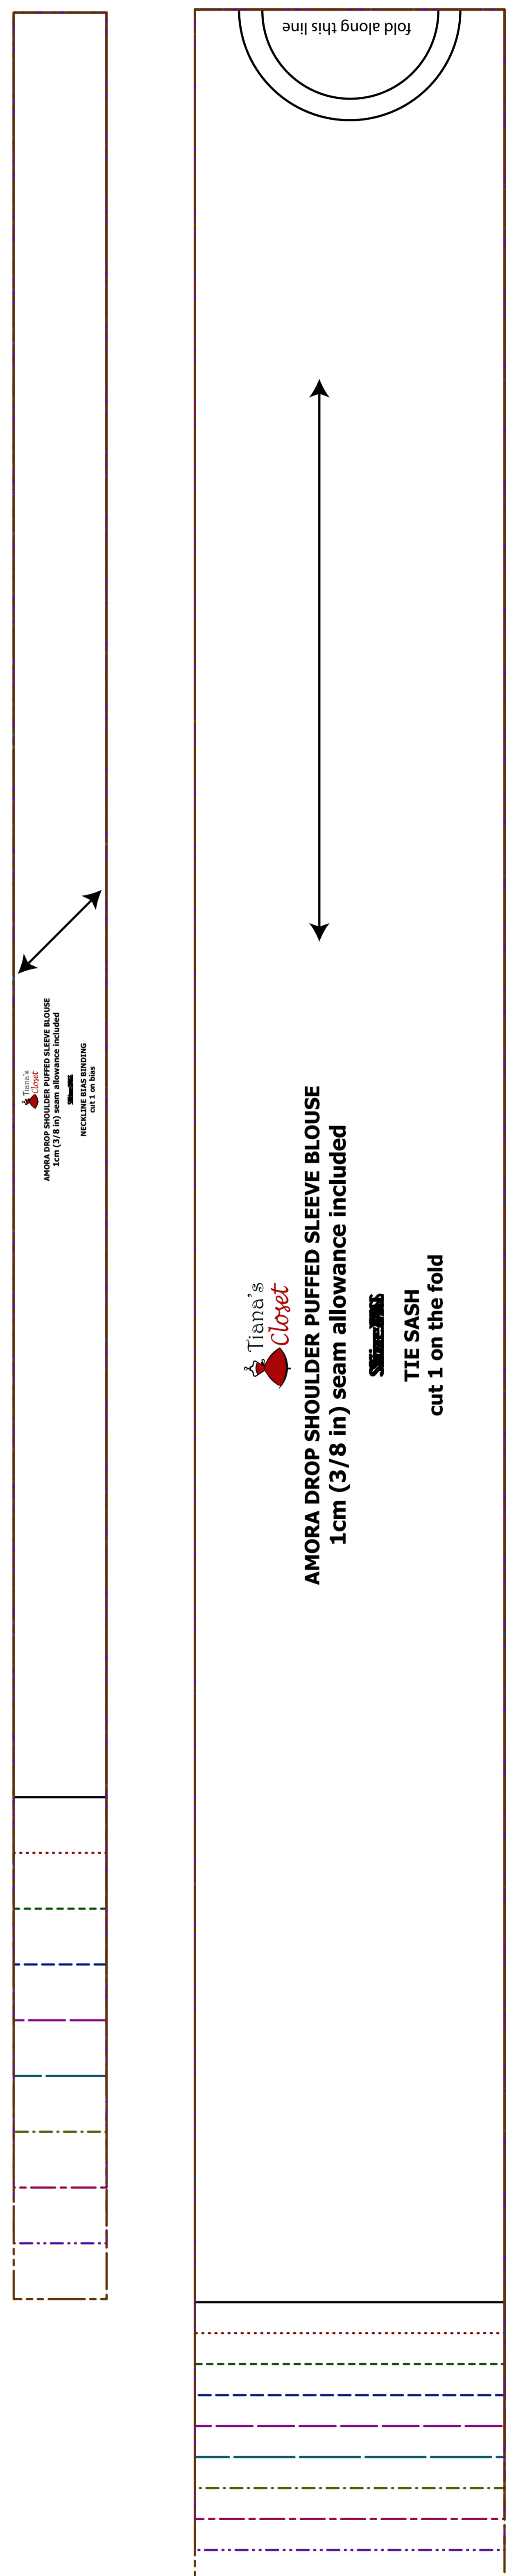 fold along this line
Tiana's
Closet
AMORA DROP SHOULDER PUFFED SLEEVE BLOUSE
1cm (3/8 in) seam allowance included
NECKLINE BIAS BINDING
cut 1 on bias
Tiana's
Closet
AMORA DROP SHOULDER PUFFED SLEEVE BLOUSE
1cm (3/8 in) seam allowance included
TIE SASH
cut 1 on the fold